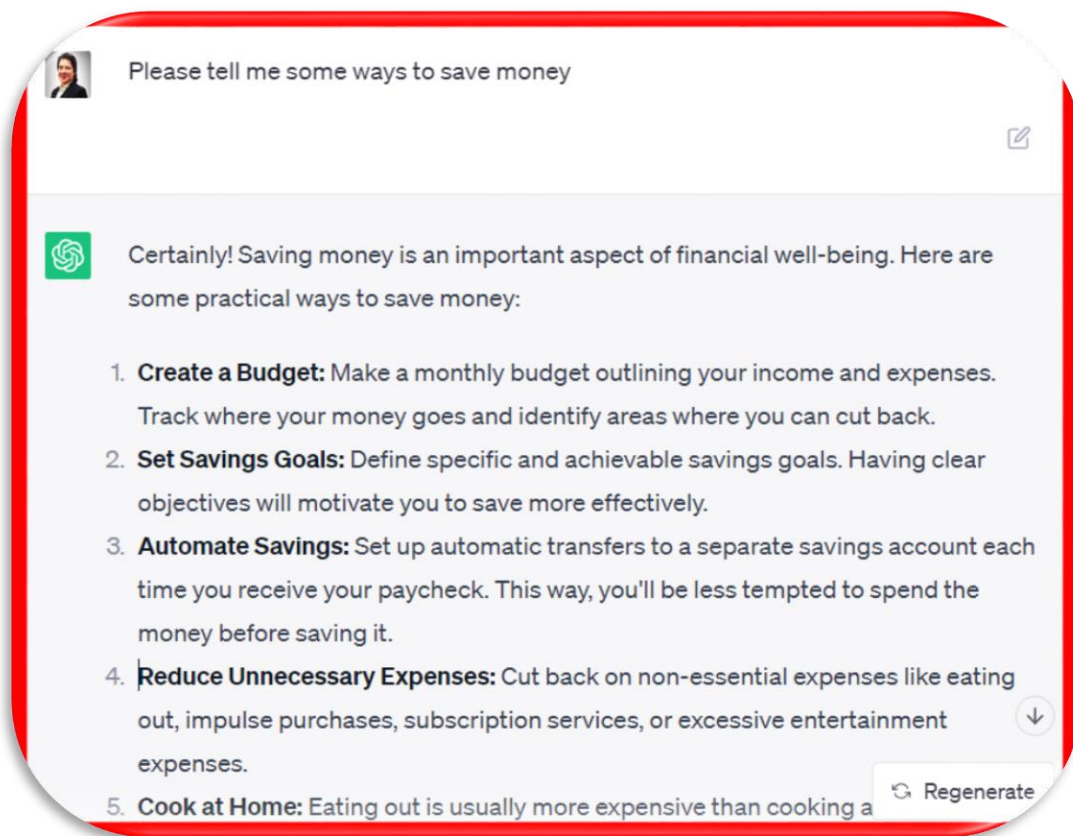 Please tell me some ways to save money
Certainly! Saving money is an important aspect of financial well-being. Here are
some practical ways to save money:
1. Create a Budget: Make a monthly budget outlining your income and expenses.
Track where your money goes and identify areas where you can cut back.
2. Set Savings Goals: Define specific and achievable savings goals. Having clear
objectives will motivate you to save more effectively.
3. Automate Savings: Set up automatic transfers to a separate savings account each
time you receive your paycheck. This way, you'll be less tempted to spend the
money before saving it.
4. Reduce Unnecessary Expenses: Cut back on non-essential expenses like eating
out, impulse purchases, subscription services, or excessive entertainment
expenses.
5. Cook at Home: Eating out is usually more expensive than cooking a
Regenerate